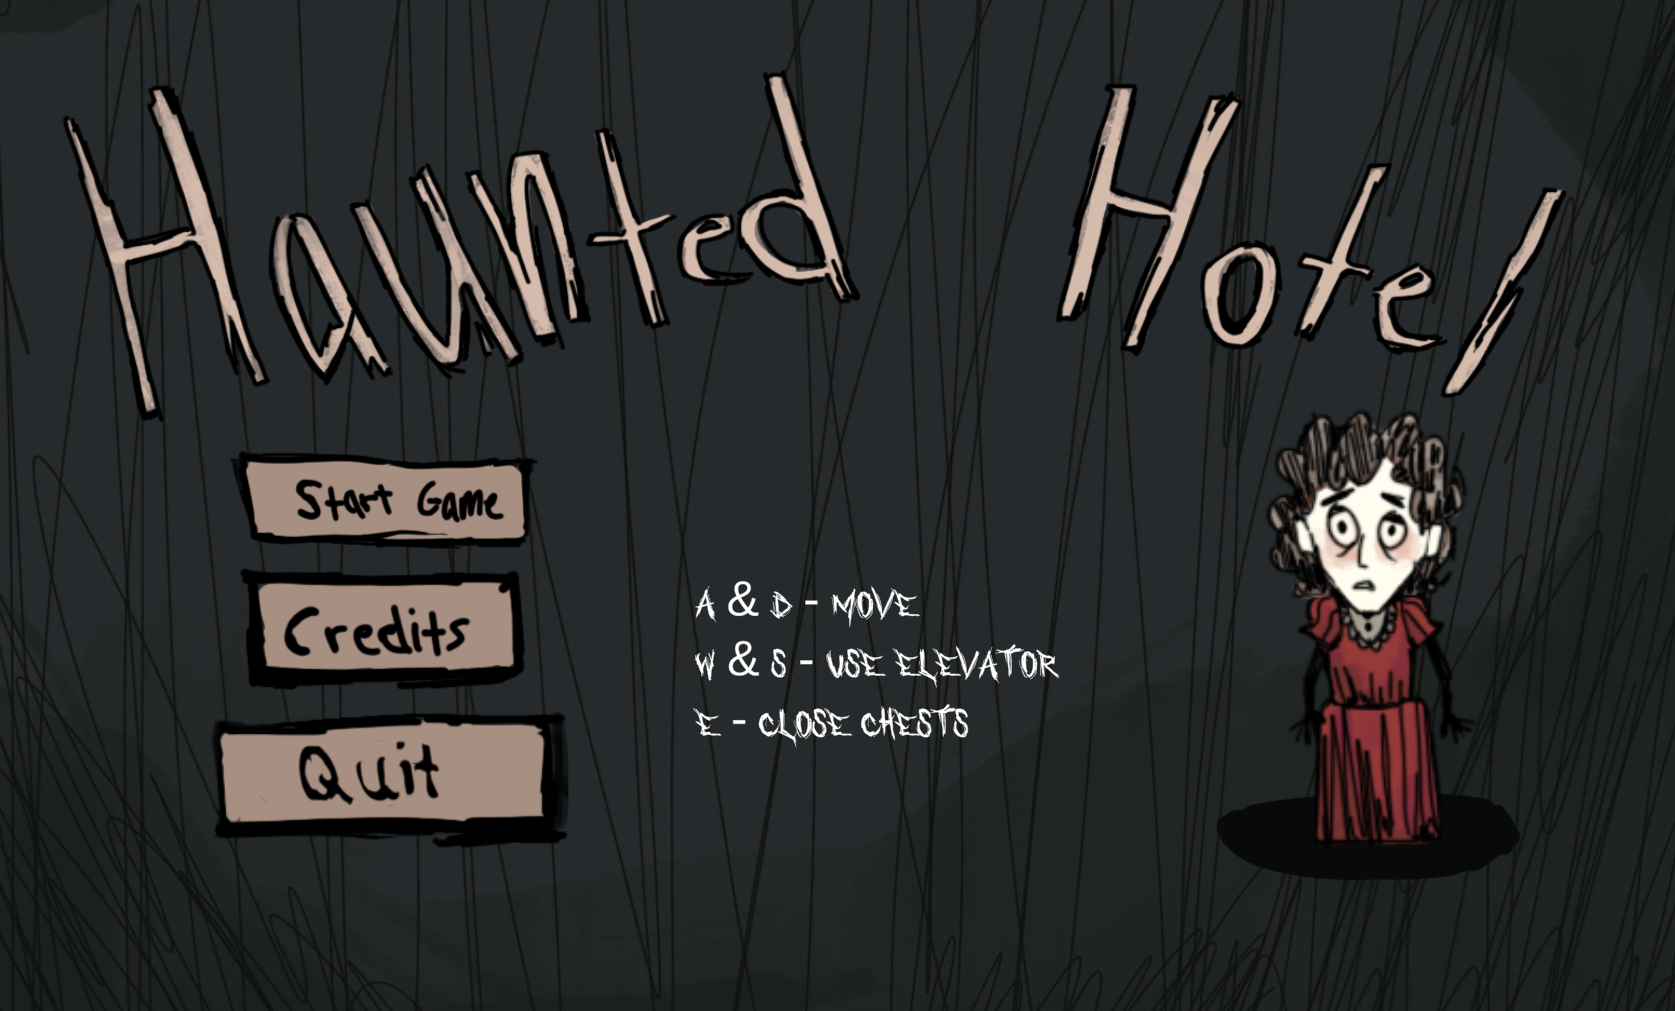 Haunted Hotel
Start Game
Credits
Quit
A & D - MOVE
W & S - USE ELEVATOR
E - CLOSE CHESTS